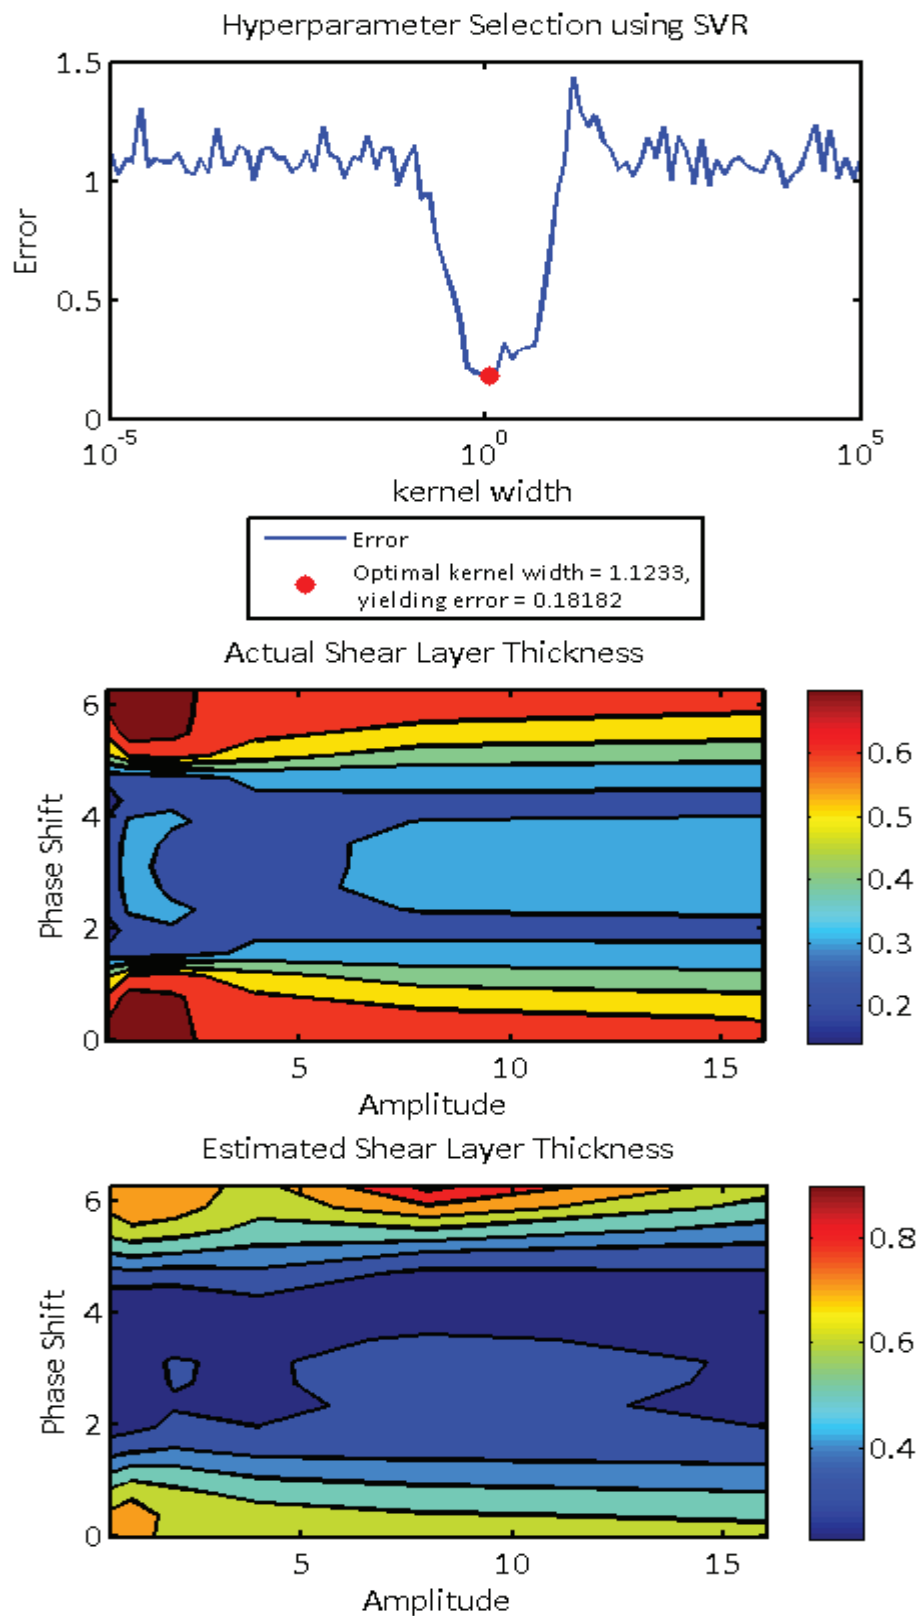 Hyperparameter Selection using SVR
1.5
1
0.5
0
Error
10^-5
10^0
10^5
kernel width
Error
Optimal kernel width = 1.1233,
yielding error = 0.18182
Actual Shear Layer Thickness
6
4
2
0
Phase Shift
5
10
15
Amplitude
0.6
0.5
0.4
0.3
0.2
Estimated Shear Layer Thickness
6
4
2
0
Phase Shift
5
10
15
Amplitude
0.8
0.6
0.4